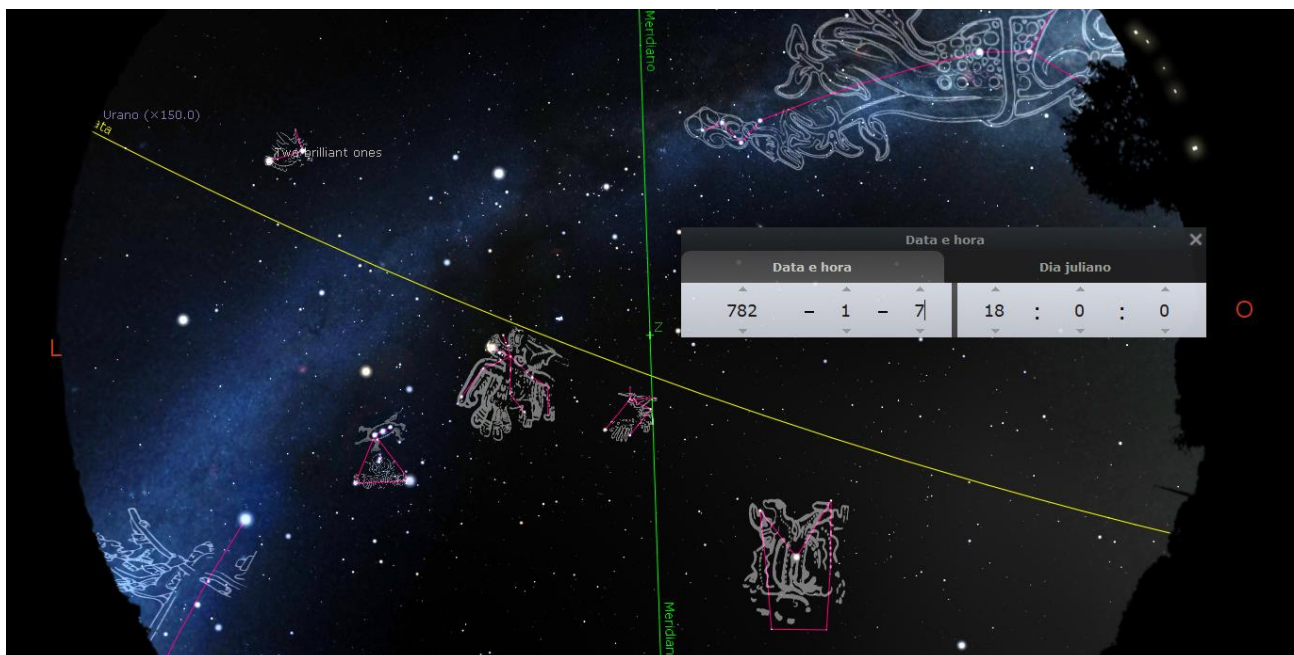 Meridiano
Urano (×150.0)
ata
Two brilliant ones
Data e hora
Data e hora
Dia juliano
782 – 1 – 7
18 : 0 : 0
Z
L
O
Meridiano